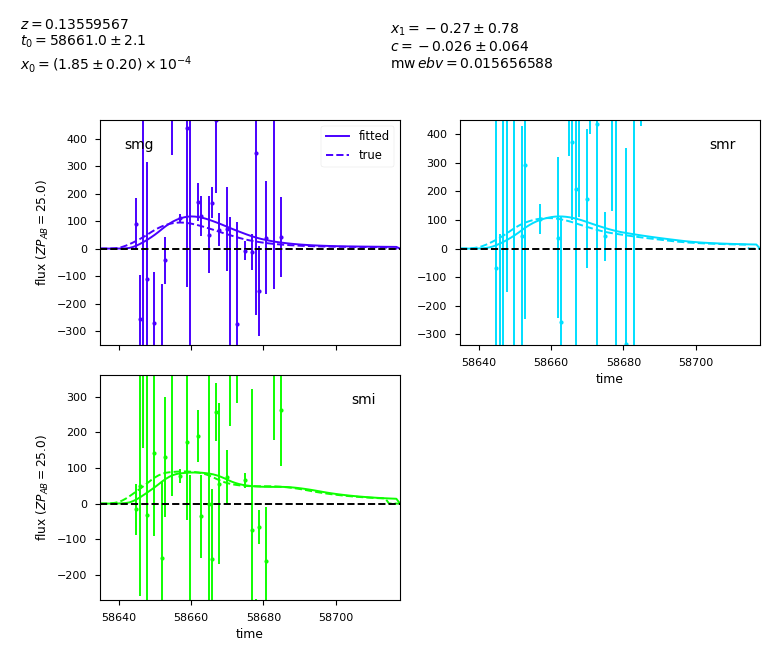 z = 0.13559567
t₀ = 58661.0 ± 2.1
x₀ = (1.85 ± 0.20) × 10⁻⁴
x₁ = −0.27 ± 0.78
c = −0.026 ± 0.064
mw ebv = 0.015656588
smg
fitted
true
400
300
200
100
0
−100
−200
−300
flux (ZP_AB = 25.0)
smr
400
300
200
100
0
−100
−200
−300
58640 58660 58680 58700
time
smi
300
200
100
0
−100
−200
flux (ZP_AB = 25.0)
58640 58660 58680 58700
time